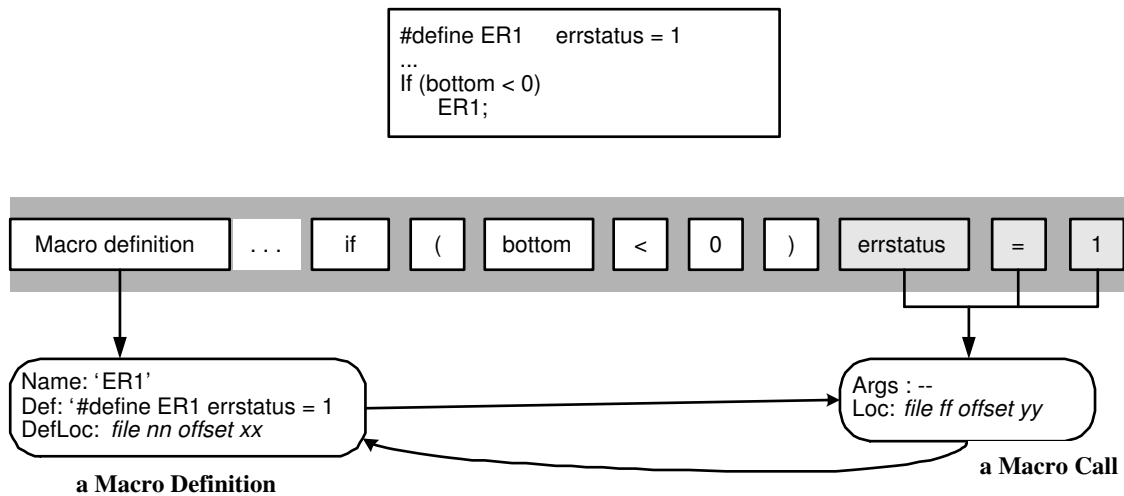 #define ER1 errstatus = 1
...
If (bottom < 0)
ER1;
Macro definition . . . if ( bottom < 0 ) errstatus = 1
Name: ‘ER1’
Def: ‘#define ER1 errstatus = 1
DefLoc: file nn offset xx
a Macro Definition
Args : --
Loc: file ff offset yy
a Macro Call